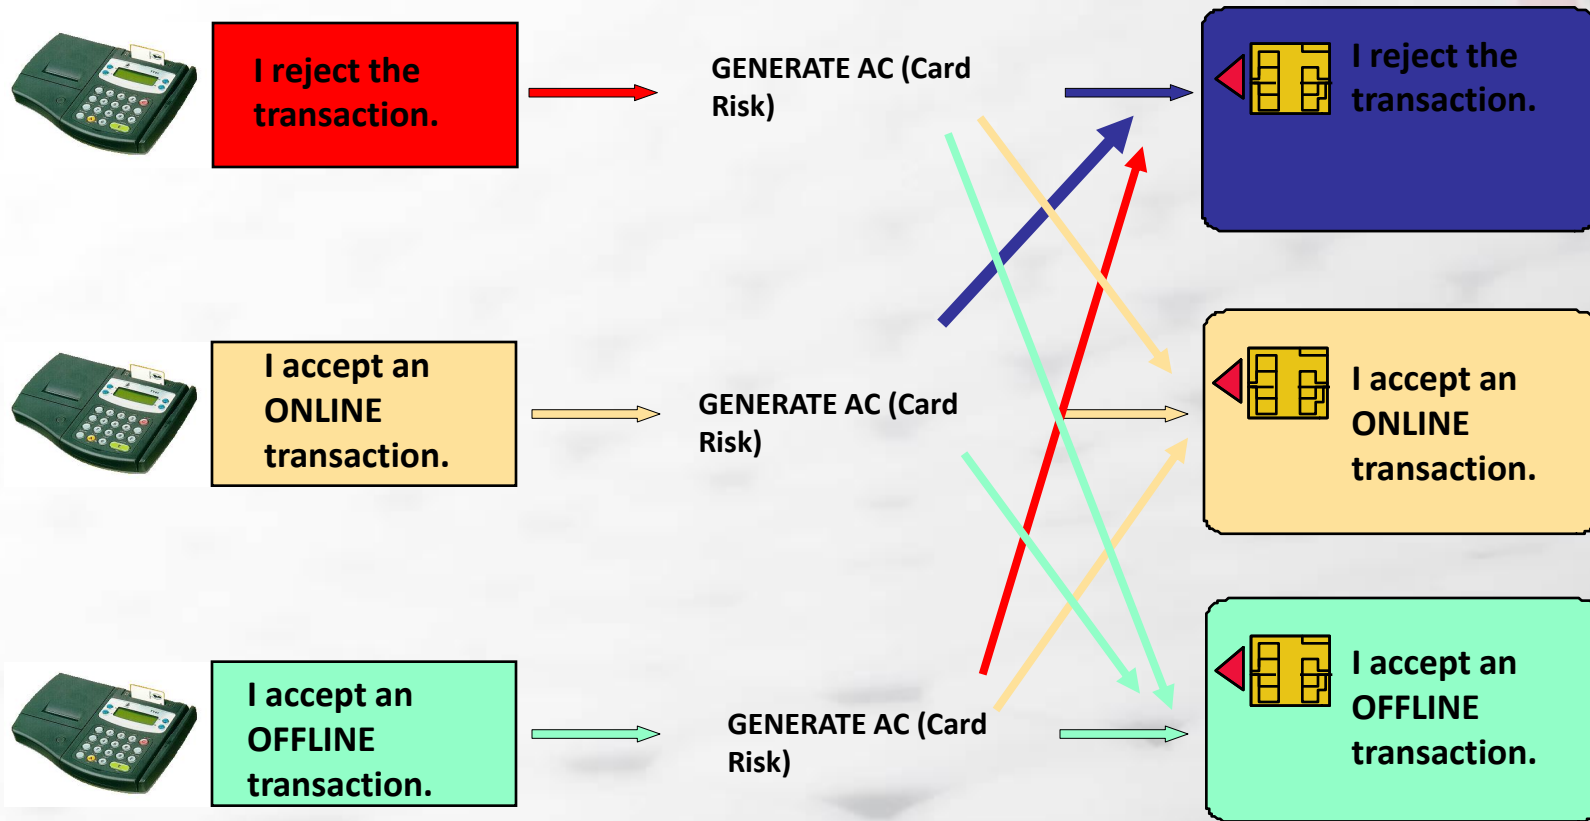 I reject the
transaction.
GENERATE AC (Card
Risk)
I reject the
transaction.
I accept an
ONLINE
transaction.
GENERATE AC (Card
Risk)
I accept an
ONLINE
transaction.
I accept an
OFFLINE
transaction.
GENERATE AC (Card
Risk)
I accept an
OFFLINE
transaction.